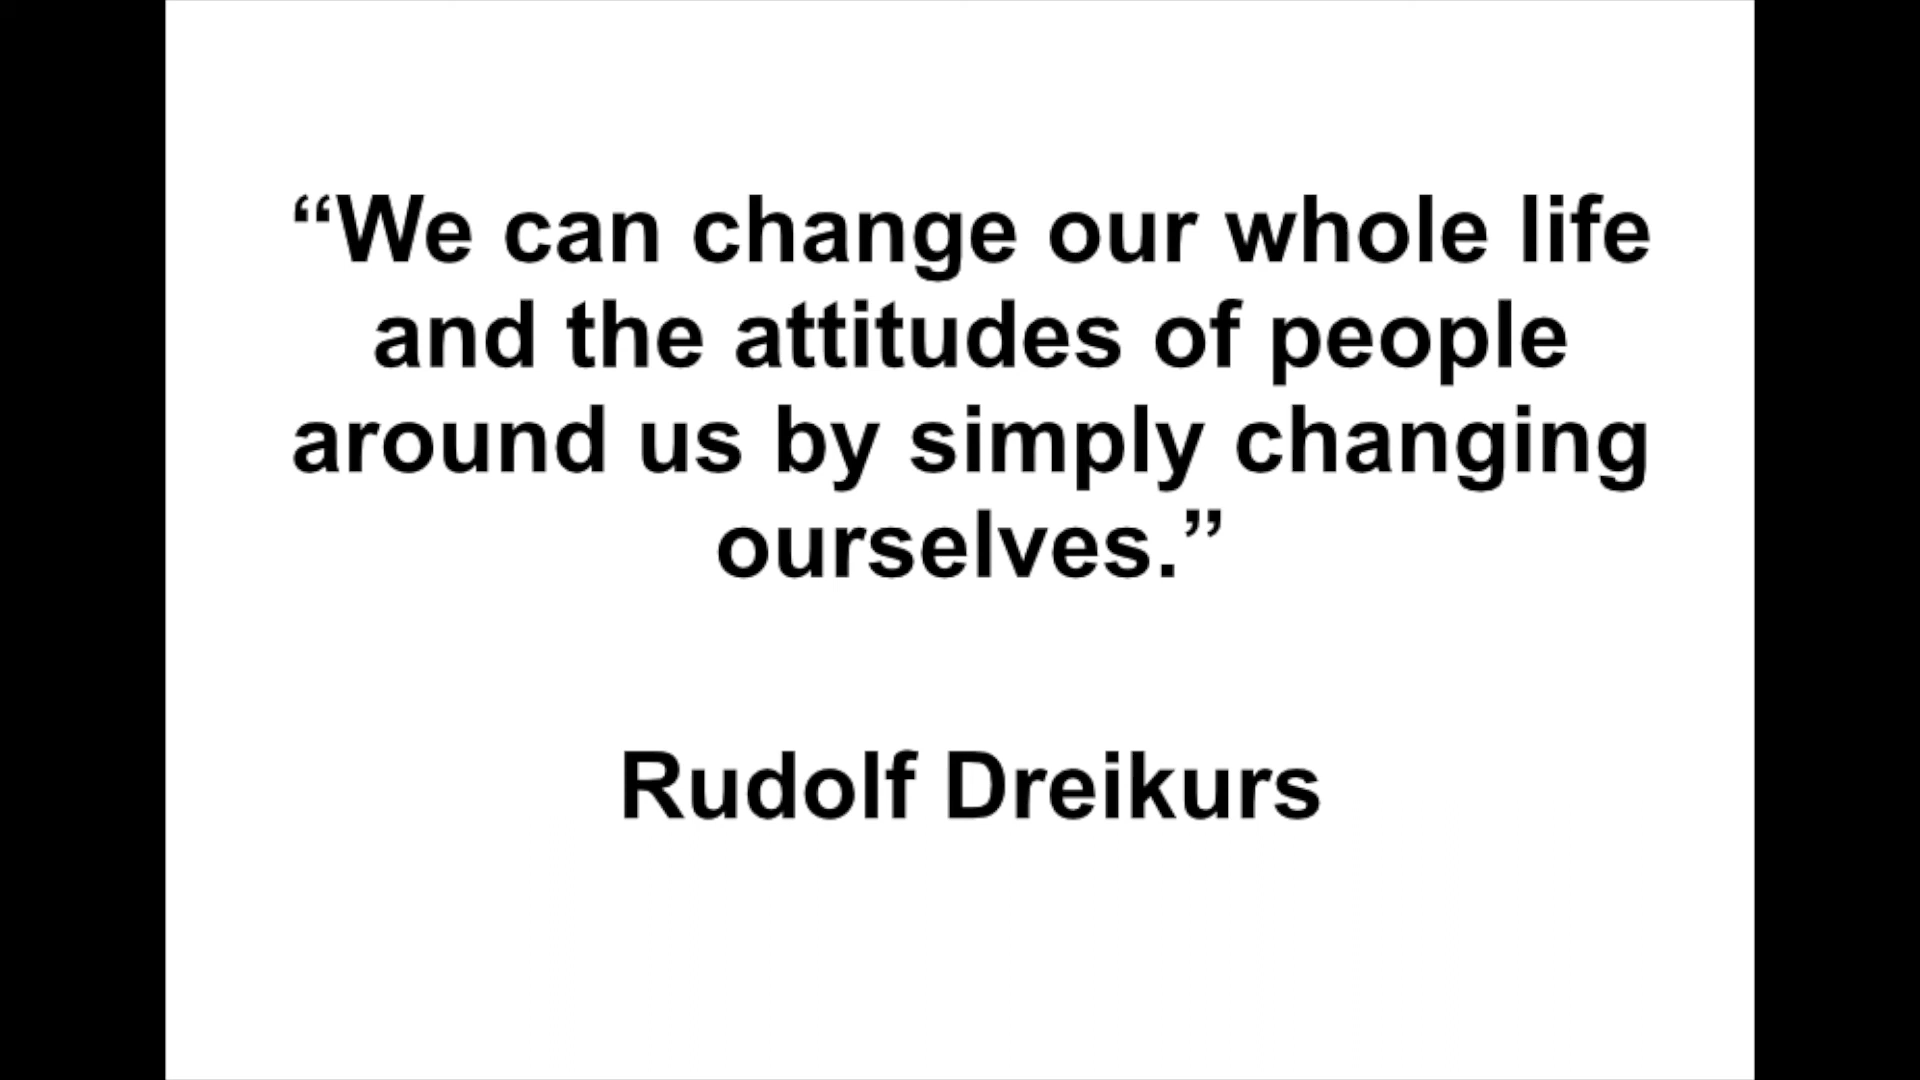 “We can change our whole life
and the attitudes of people
around us by simply changing
ourselves.”
Rudolf Dreikurs